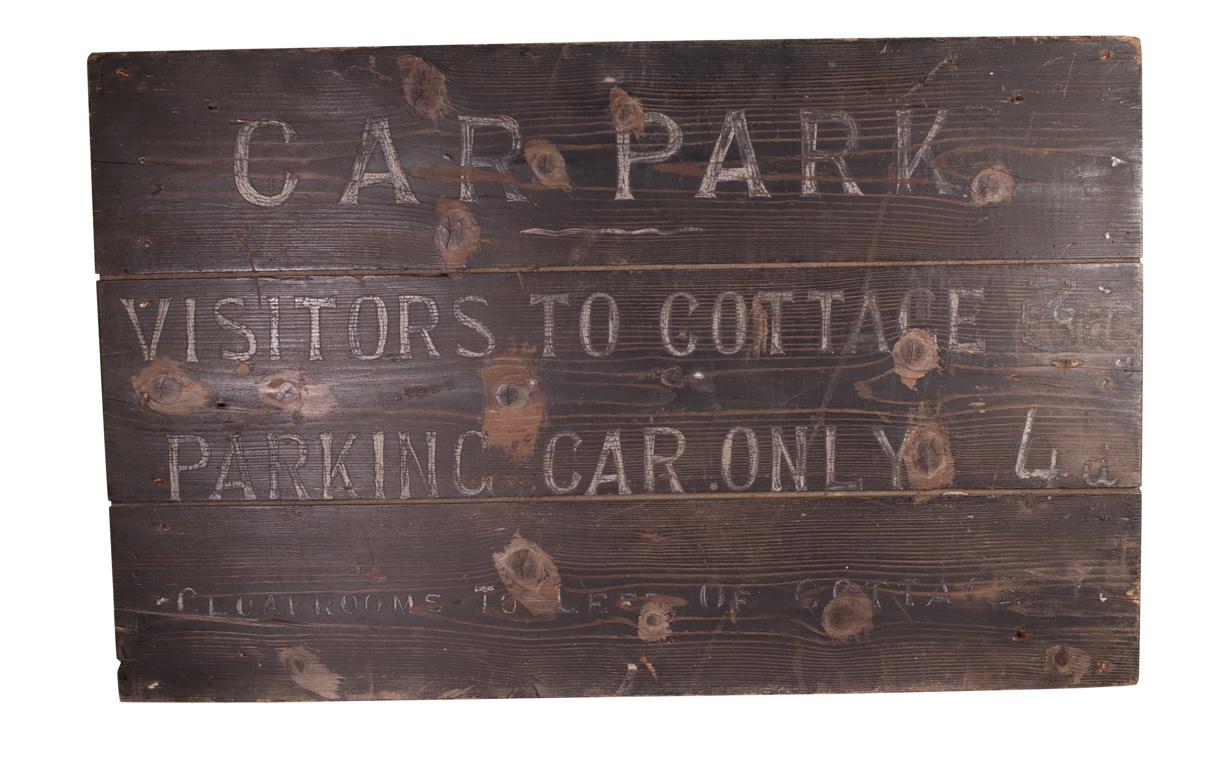 CAR PARK
VISITORS TO COTTAGE
PARKING CAR ONLY 4d
CLOAKROOMS TO LEFT OF COTTAGE